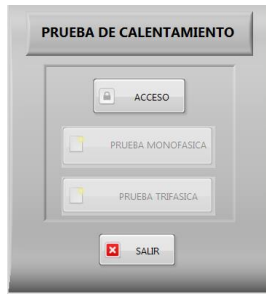 PRUEBA DE CALENTAMIENTO
ACCESO
PRUEBA MONOFASICA
PRUEBA TRIFASICA
SALIR